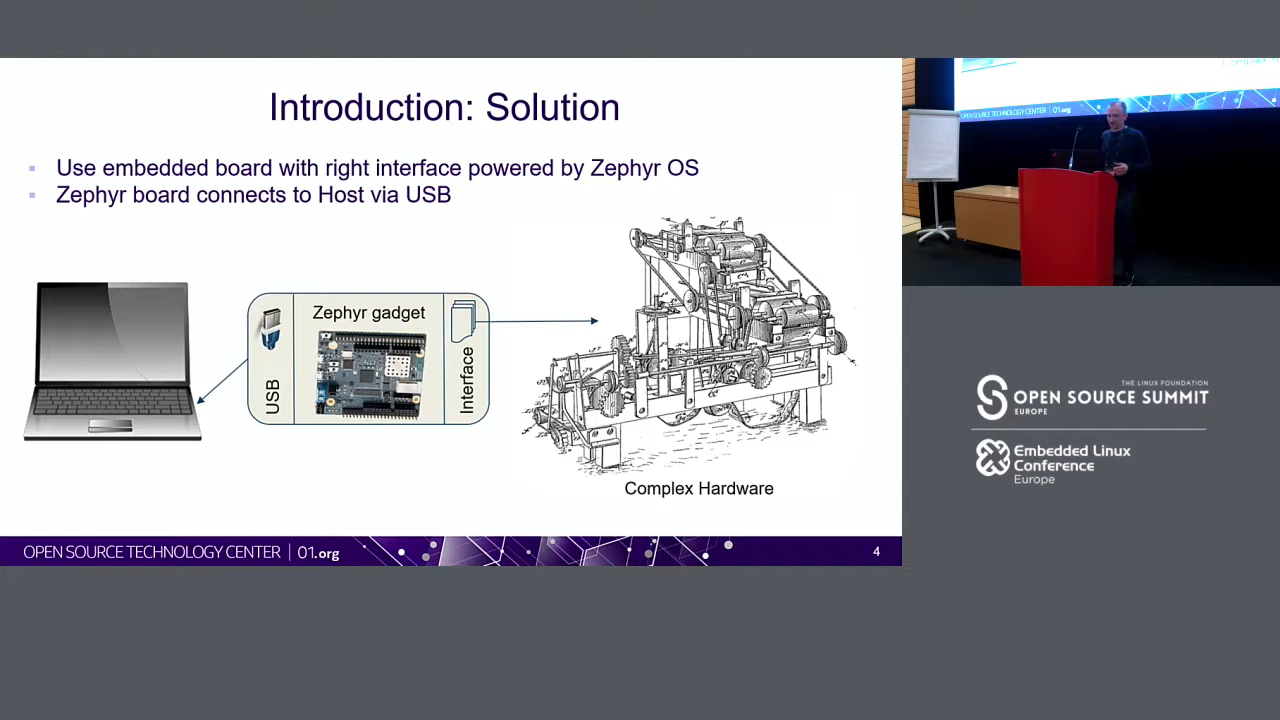 Introduction: Solution
▪ Use embedded board with right interface powered by Zephyr OS
▪ Zephyr board connects to Host via USB
Zephyr gadget
USB
Interface
Complex Hardware
OPEN SOURCE TECHNOLOGY CENTER | 01.org
4
OPEN SOURCE TECHNOLOGY CENTER | 01.org
THE LINUX FOUNDATION
OPEN SOURCE SUMMIT
EUROPE
Embedded Linux
Conference
Europe